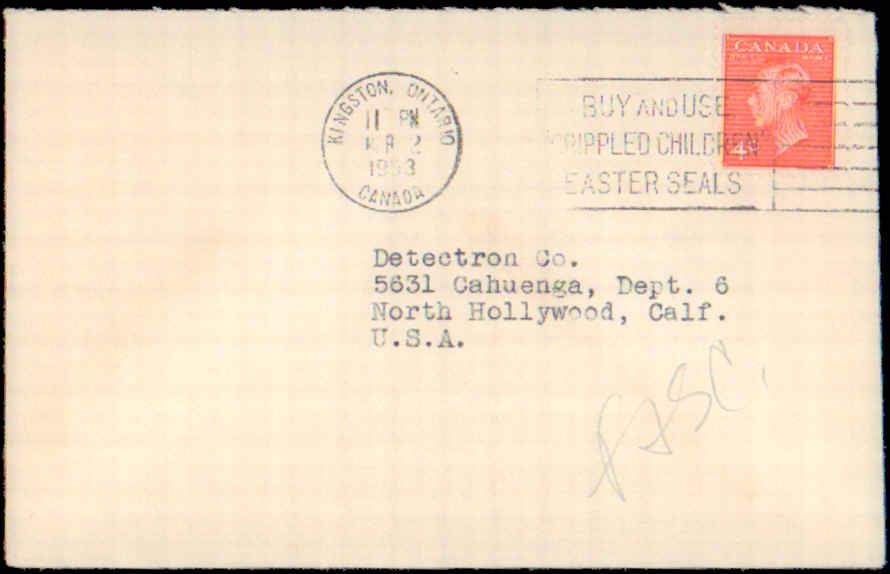 KINGSTON, ONTARIO
11 PM
2
1953
CANADA
BUY AND USE
"CRIPPLED CHILDREN"
EASTER SEALS
CANADA
4
Detectron Co.
5631 Cahuenga, Dept. 6
North Hollywood, Calf.
U.S.A.